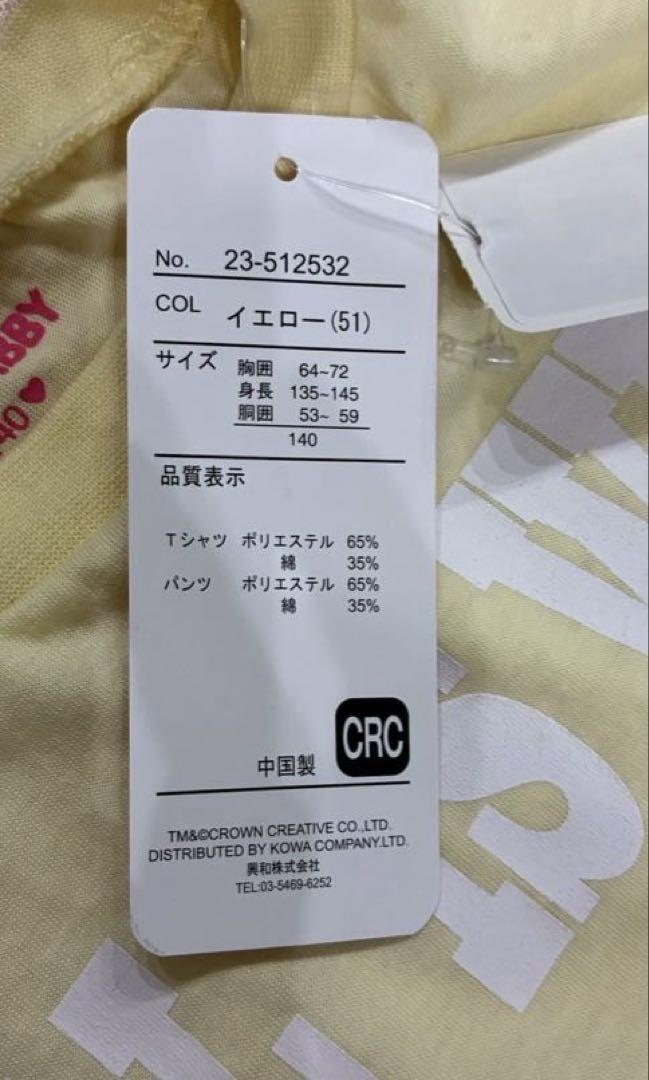 No. 23-512532
COL イエロー(51)
サイズ 胸囲 64~72
身長 135~145
胴囲 53~ 59
140
品質表示
Tシャツ ポリエステル 65%
綿 35%
パンツ ポリエステル 65%
綿 35%
CRC
中国製
TM&©CROWN CREATIVE CO.,LTD.
DISTRIBUTED BY KOWA COMPANY.LTD.
興和株式会社
TEL:03-5469-6252